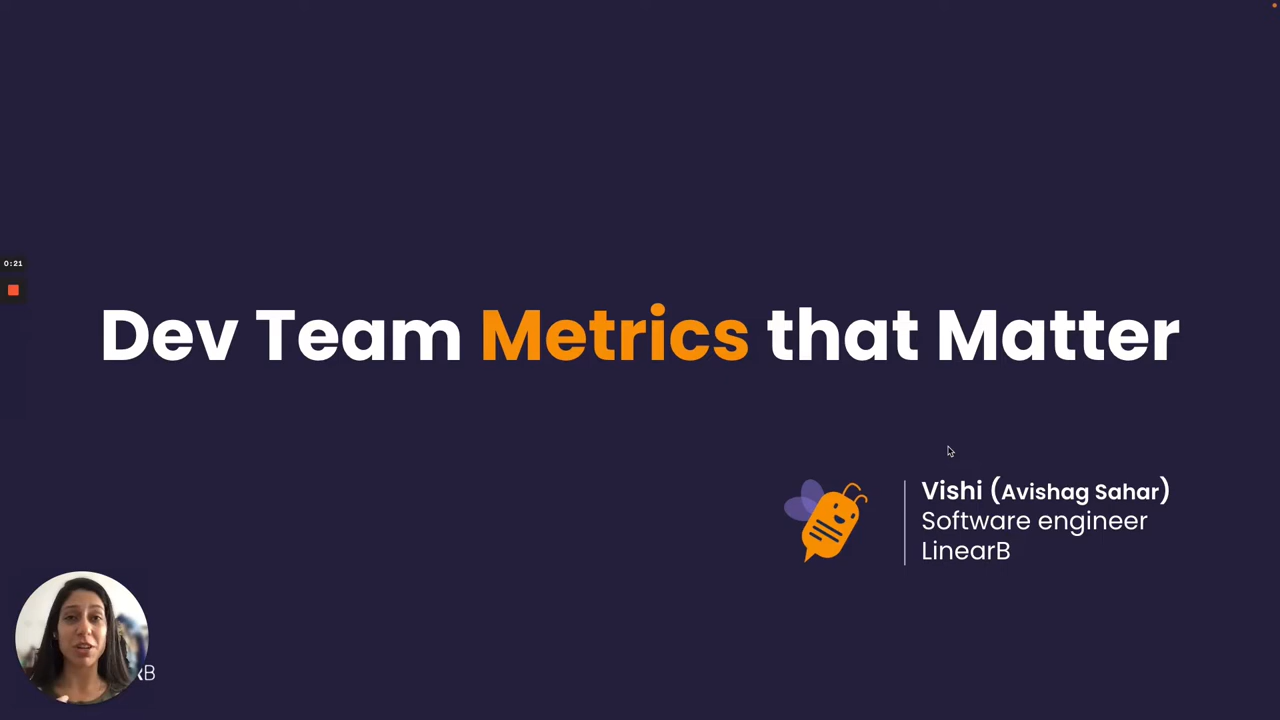 0:21
Dev Team Metrics that Matter
Vishi (Avishag Sahar)
Software engineer
LinearB